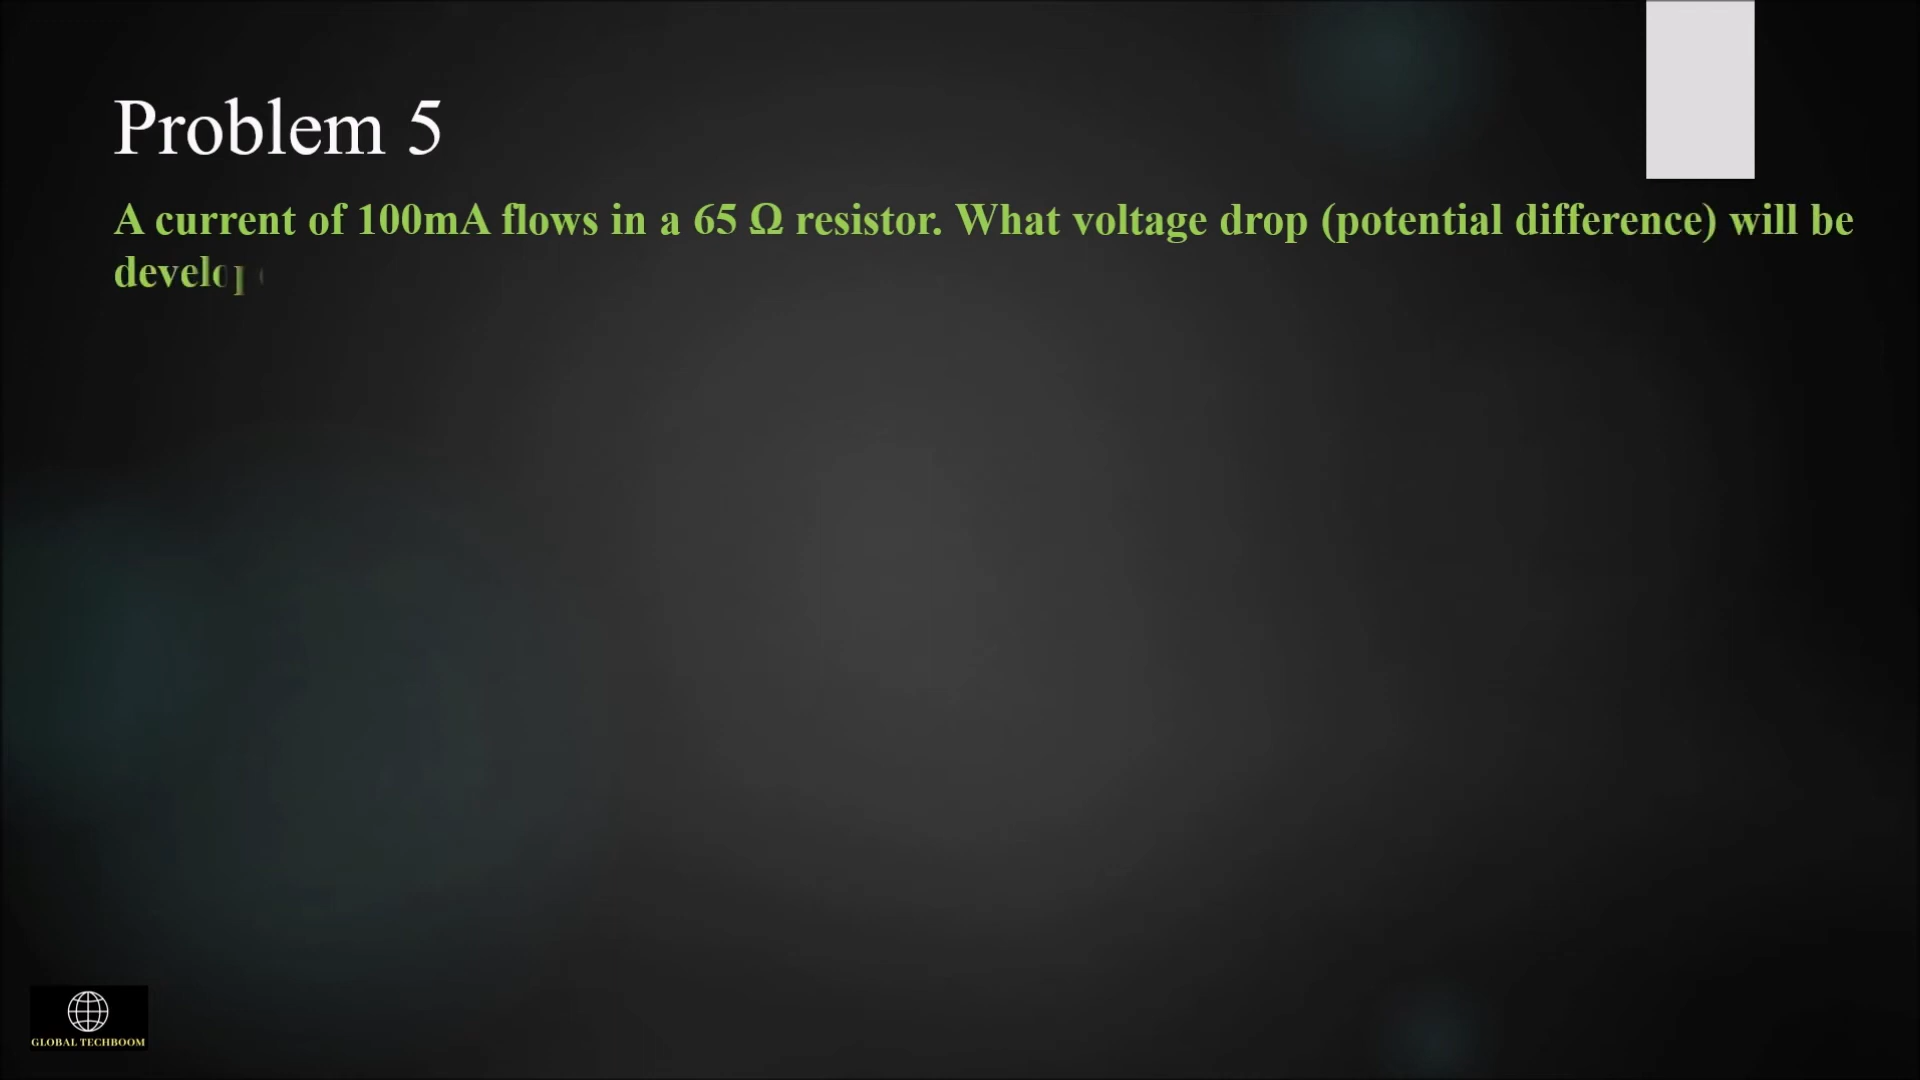 Problem 5
A current of 100mA flows in a 65 Ω resistor. What voltage drop (potential difference) will be
GLOBAL TECHBOOM